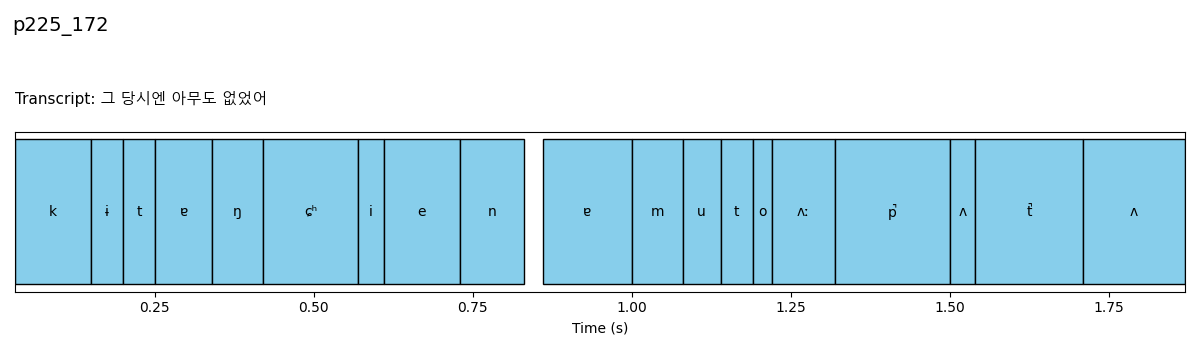 p225_172
Transcript: 그 당시엔 아무도 없었어
k ɨ t ɐ ŋ ɕʰ i e n ɐ m u t o ʌː p̚ ʌ t̚ ʌ
0.25 0.50 0.75 1.00 1.25 1.50 1.75
Time (s)